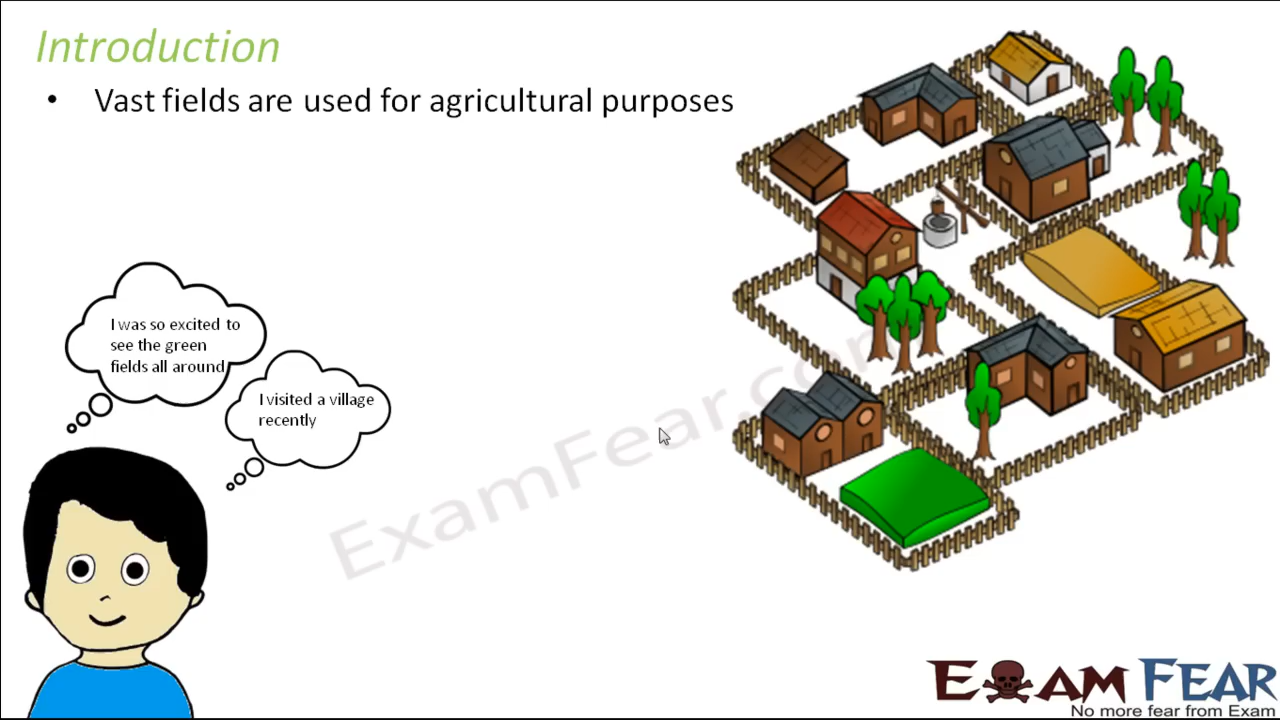 Introduction
• Vast fields are used for agricultural purposes
I was so excited to
see the green
fields all around
I visited a village
recently
ExamFear.com
EXAM FEAR
No more fear from Exam